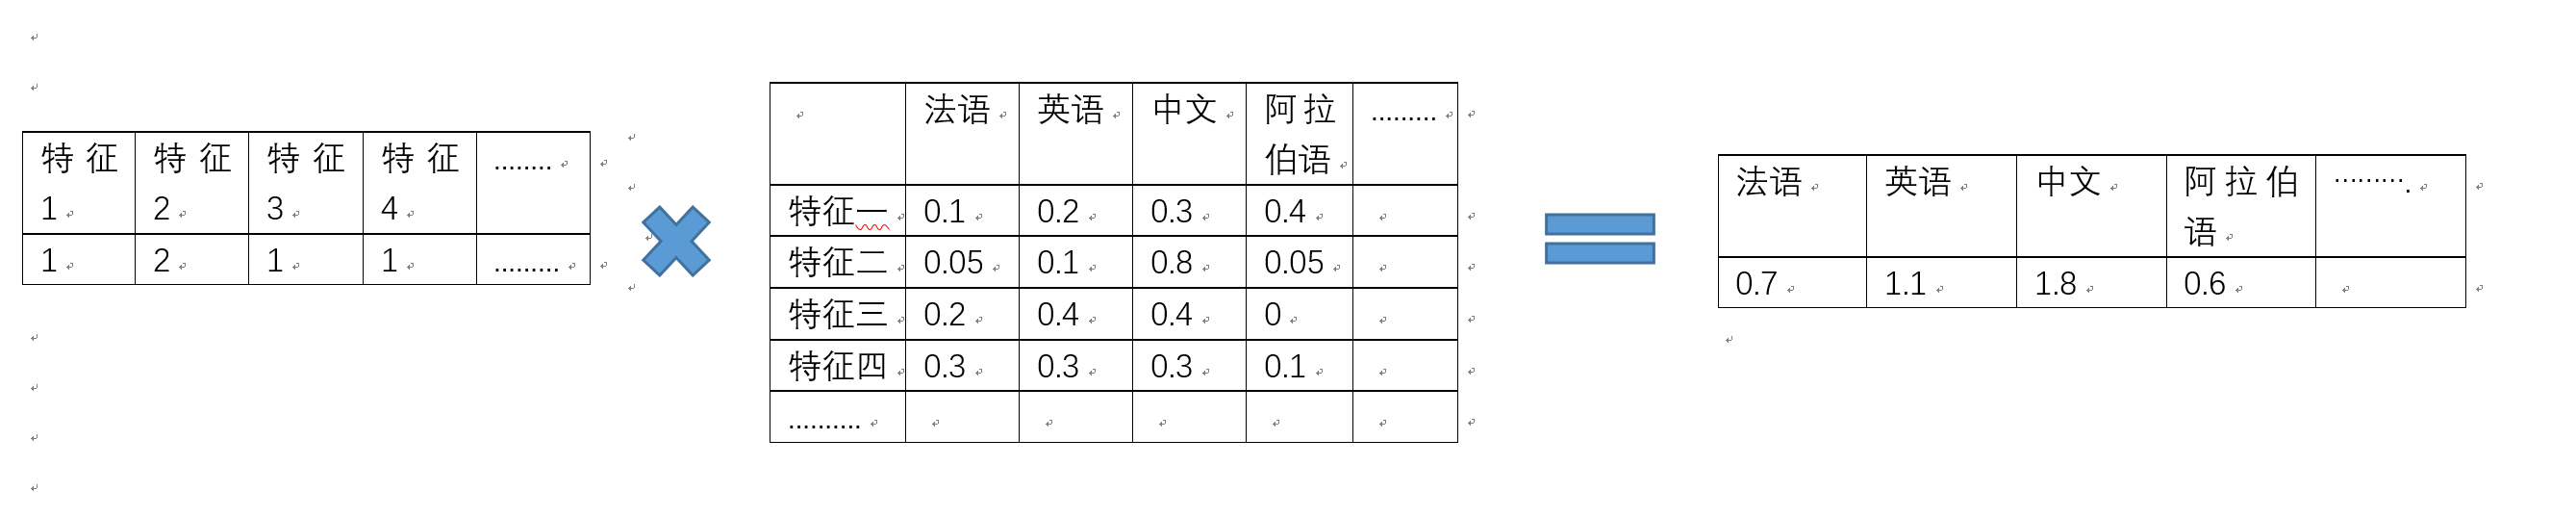 特征1 特征2 特征3 特征4 ........
1 2 1 1 .........
法语 英语 中文 阿拉伯语 .........
特征一 0.1 0.2 0.3 0.4
特征二 0.05 0.1 0.8 0.05
特征三 0.2 0.4 0.4 0
特征四 0.3 0.3 0.3 0.1
..........
法语 英语 中文 阿拉伯语 ……….
0.7 1.1 1.8 0.6